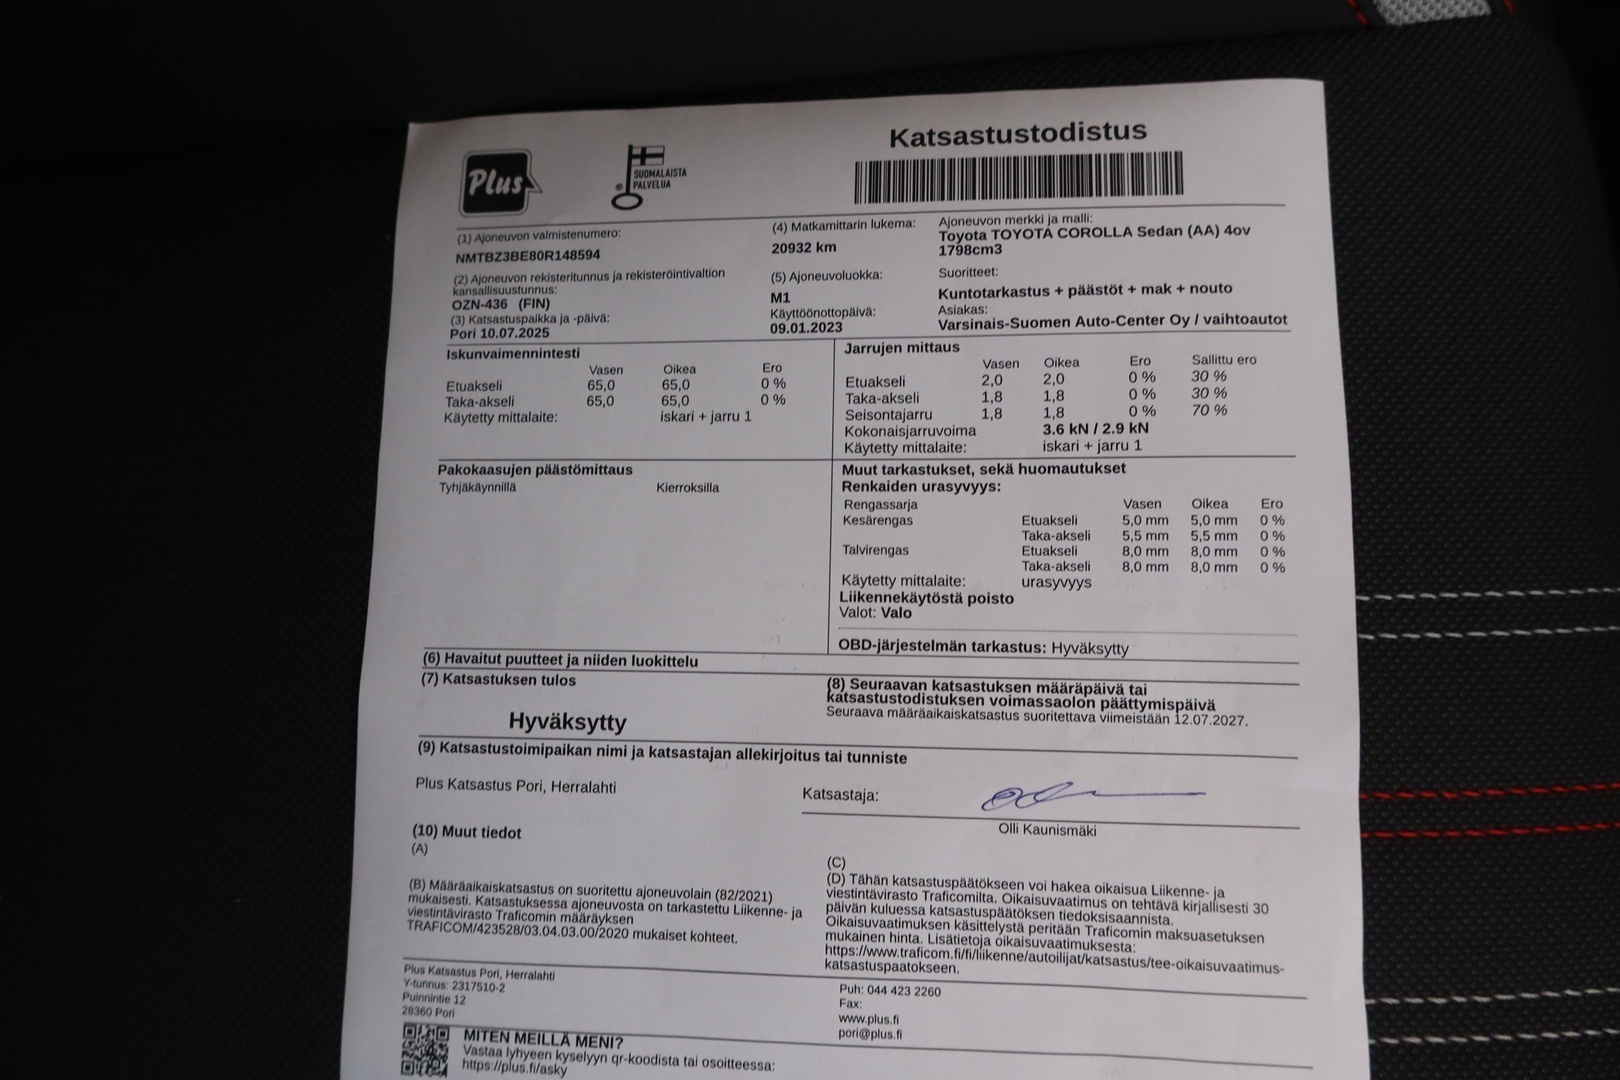 Katsastustodistus
Plus
SUOMALAISTA
PALVELUA
(1) Ajoneuvon valmistenumero:
NMTBZ3BE80R148594
(4) Matkamittarin lukema:
20932 km
Ajoneuvon merkki ja malli:
Toyota TOYOTA COROLLA Sedan (AA) 4ov
1798cm3
(2) Ajoneuvon rekisteritunnus ja rekisteröintivaltion
kansallisuustunnus:
OZN-436 (FIN)
(5) Ajoneuvoluokka:
M1
Suoritteet:
Kuntotarkastus + päästöt + mak + nouto
(3) Katsastuspaikka ja -päivä:
Pori 10.07.2025
Käyttöönottopäivä:
09.01.2023
Asiakas:
Varsinais-Suomen Auto-Center Oy / vaihtoautot
Iskunvaimennintesti
Vasen Oikea Ero
Etuakseli 65,0 65,0 0 %
Taka-akseli 65,0 65,0 0 %
Käytetty mittalaite: iskari + jarru 1
Jarrujen mittaus
Vasen Oikea Ero Sallittu ero
Etuakseli 2,0 2,0 0 % 30 %
Taka-akseli 1,8 1,8 0 % 30 %
Seisontajarru 1,8 1,8 0 % 70 %
Kokonaisjarruvoima 3.6 kN / 2.9 kN
Käytetty mittalaite: iskari + jarru 1
Pakokaasujen päästömittaus
Tyhjäkäynnillä Kierroksilla
Muut tarkastukset, sekä huomautukset
Renkaiden urasyvyys:
Rengassarja Vasen Oikea Ero
Kesärengas Etuakseli 5,0 mm 5,0 mm 0 %
Taka-akseli 5,5 mm 5,5 mm 0 %
Talvirengas Etuakseli 8,0 mm 8,0 mm 0 %
Taka-akseli 8,0 mm 8,0 mm 0 %
Käytetty mittalaite: urasyvyys
Liikennekäytöstä poisto
Valot: Valo
OBD-järjestelmän tarkastus: Hyväksytty
(6) Havaitut puutteet ja niiden luokittelu
(7) Katsastuksen tulos
Hyväksytty
(8) Seuraavan katsastuksen määräpäivä tai
katsastustodistuksen voimassaolon päättymispäivä
Seuraava määräaikaiskatsastus suoritettava viimeistään 12.07.2027.
(9) Katsastustoimipaikan nimi ja katsastajan allekirjoitus tai tunniste
Plus Katsastus Pori, Herralahti
Katsastaja:
Olli Kaunismäki
(10) Muut tiedot
(A)
(B) Määräaikaiskatsastus on suoritettu ajoneuvolain (82/2021)
mukaisesti. Katsastuksessa ajoneuvosta on tarkastettu Liikenne- ja
viestintävirasto Traficomin määräyksen
TRAFICOM/423528/03.04.03.00/2020 mukaiset kohteet.
(C)
(D) Tähän katsastuspäätökseen voi hakea oikaisua Liikenne- ja
viestintävirasto Traficomilta. Oikaisuvaatimus on tehtävä kirjallisesti 30
päivän kuluessa katsastuspäätöksen tiedoksisaannista.
Oikaisuvaatimuksen käsittelystä peritään Traficomin maksuasetuksen
mukainen hinta. Lisätietoja oikaisuvaatimuksesta:
https://www.traficom.fi/fi/liikenne/autoilijat/katsastus/tee-oikaisuvaatimus-
katsastuspaatokseen.
Plus Katsastus Pori, Herralahti
Y-tunnus: 2317510-2
Puinnintie 12
28360 Pori
Puh: 044 423 2260
Fax:
www.plus.fi
pori@plus.fi
MITEN MEILLÄ MENI?
Vastaa lyhyeen kyselyyn qr-koodista tai osoitteessa:
https://plus.fi/asky